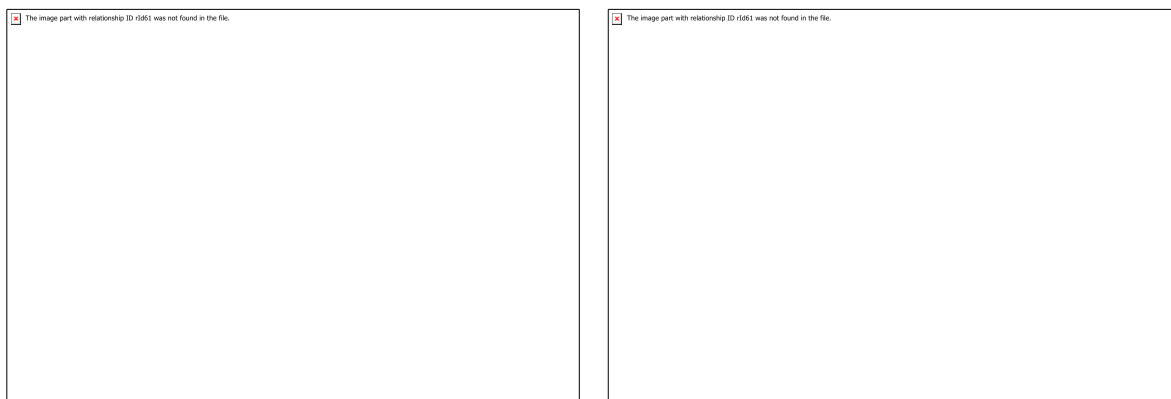 The image part with relationship ID rId61 was not found in the file.
The image part with relationship ID rId61 was not found in the file.